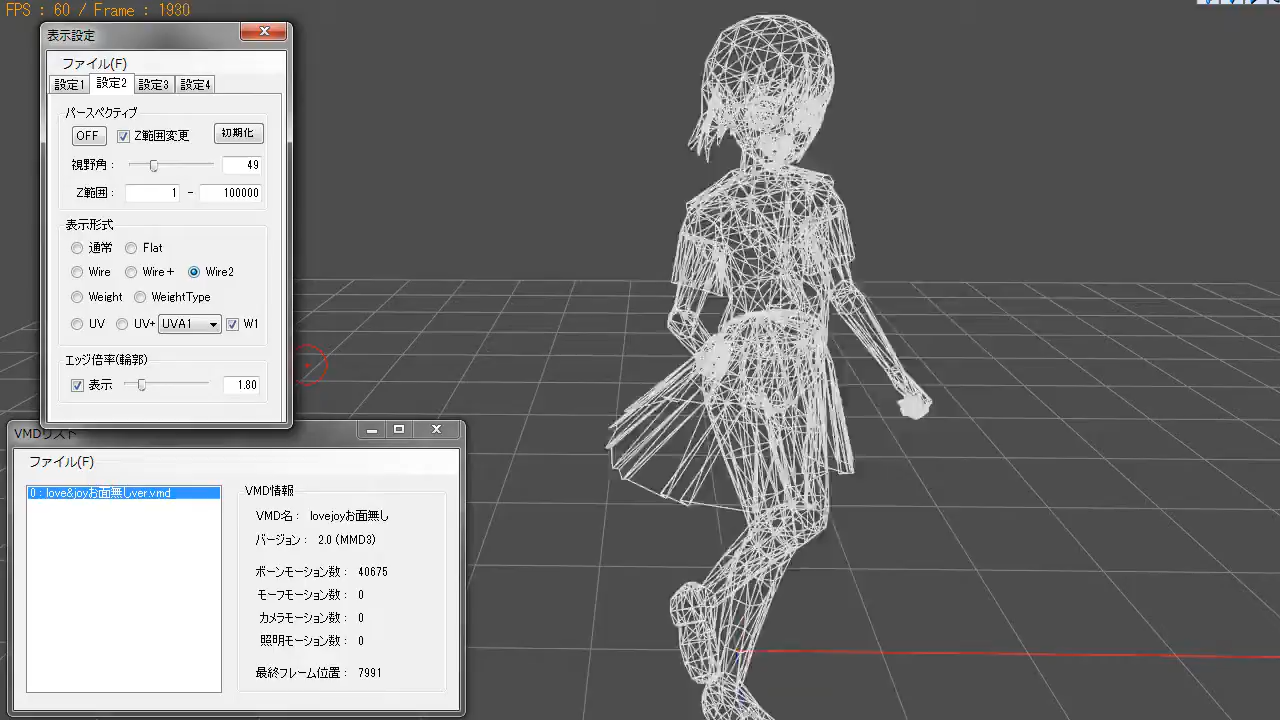 FPS : 60 / Frame : 1930
表示設定
ファイル(F)
設定1 設定2 設定3 設定4
パースペクティブ
OFF Z範囲変更 初期化
視野角: 49
Z範囲: 1 - 100000
表示形式
通常 Flat
Wire Wire+ Wire2
Weight WeightType
UV UV+ UVA1 W1
エッジ倍率(輪郭)
表示 1.80
VMDリスト
ファイル(F)
0 : love&joyお面無しver.vmd
VMD情報
VMD名: lovejoyお面無し
バージョン: 2.0 (MMD3)
ボーンモーション数: 40675
モーフモーション数: 0
カメラモーション数: 0
照明モーション数: 0
最終フレーム位置: 7991